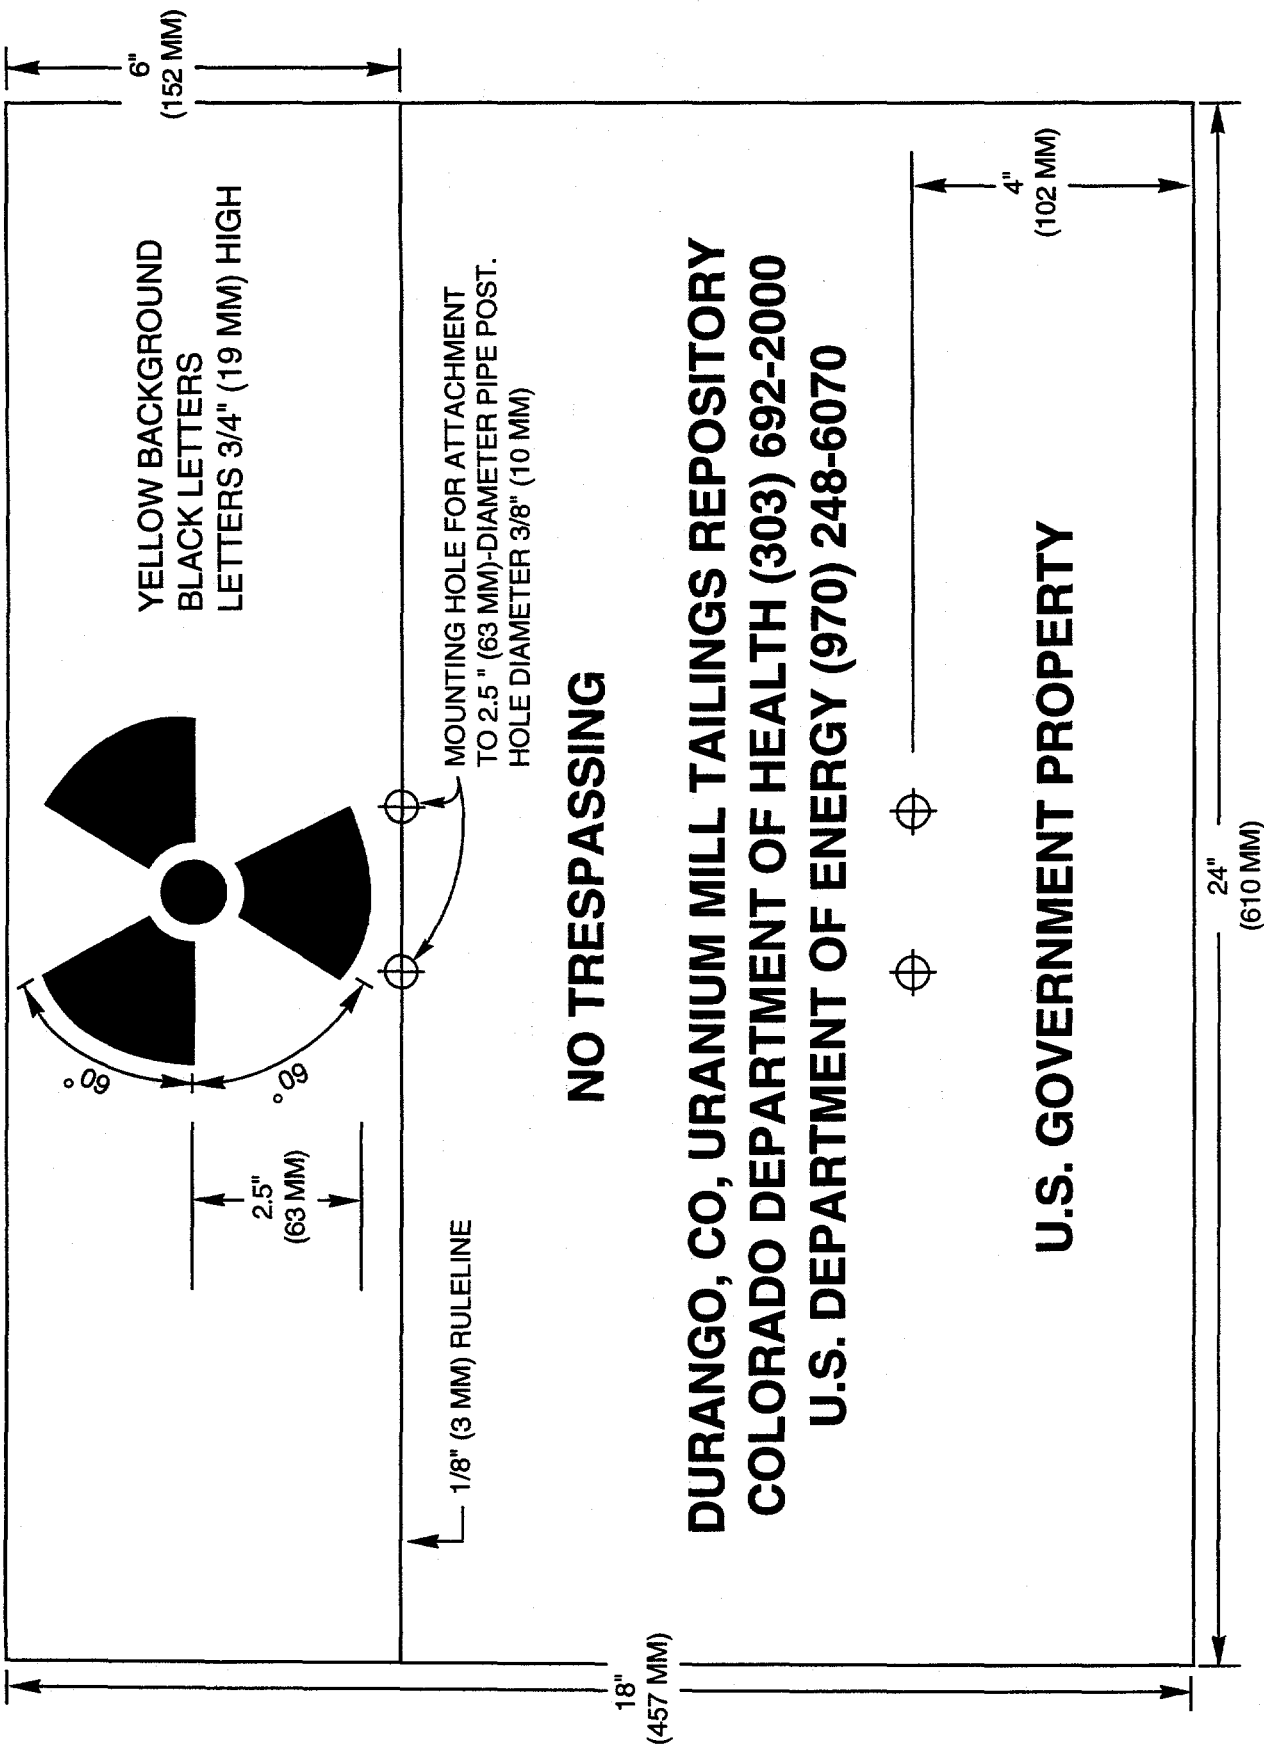 6"
(152 MM)
YELLOW BACKGROUND
BLACK LETTERS
LETTERS 3/4" (19 MM) HIGH
60°
60°
2.5"
(63 MM)
1/8" (3 MM) RULELINE
MOUNTING HOLE FOR ATTACHMENT
TO 2.5 " (63 MM)-DIAMETER PIPE POST.
HOLE DIAMETER 3/8" (10 MM)
18"
(457 MM)
NO TRESPASSING
DURANGO, CO, URANIUM MILL TAILINGS REPOSITORY
COLORADO DEPARTMENT OF HEALTH (303) 692-2000
U.S. DEPARTMENT OF ENERGY (970) 248-6070
4"
(102 MM)
U.S. GOVERNMENT PROPERTY
24"
(610 MM)